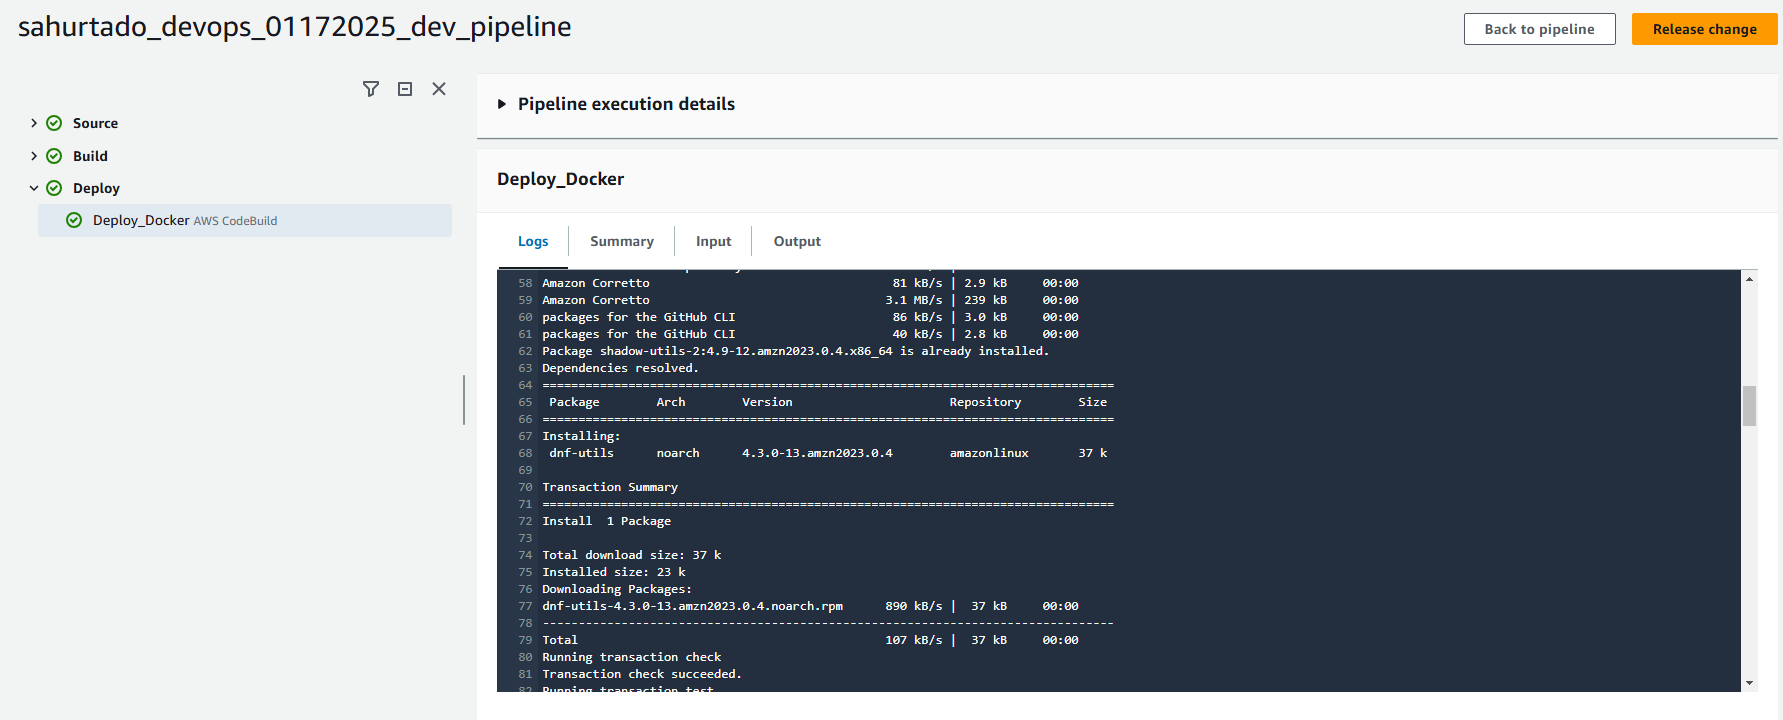 sahurtado_devops_01172025_dev_pipeline
Back to pipeline
Release change
Source
Build
Deploy
Deploy_Docker AWS CodeBuild
Pipeline execution details
Deploy_Docker
Logs
Summary
Input
Output
58 Amazon Corretto 81 kB/s | 2.9 kB 00:00
59 Amazon Corretto 3.1 MB/s | 239 kB 00:00
60 packages for the GitHub CLI 86 kB/s | 3.0 kB 00:00
61 packages for the GitHub CLI 40 kB/s | 2.8 kB 00:00
62 Package shadow-utils-2:4.9-12.amzn2023.0.4.x86_64 is already installed.
63 Dependencies resolved.
64 ================================================================================
65 Package Arch Version Repository Size
66 ================================================================================
67 Installing:
68 dnf-utils noarch 4.3.0-13.amzn2023.0.4 amazonlinux 37 k
69
70 Transaction Summary
71 ================================================================================
72 Install 1 Package
73
74 Total download size: 37 k
75 Installed size: 23 k
76 Downloading Packages:
77 dnf-utils-4.3.0-13.amzn2023.0.4.noarch.rpm 890 kB/s | 37 kB 00:00
78 --------------------------------------------------------------------------------
79 Total 107 kB/s | 37 kB 00:00
80 Running transaction check
81 Transaction check succeeded.
82 Running transaction test